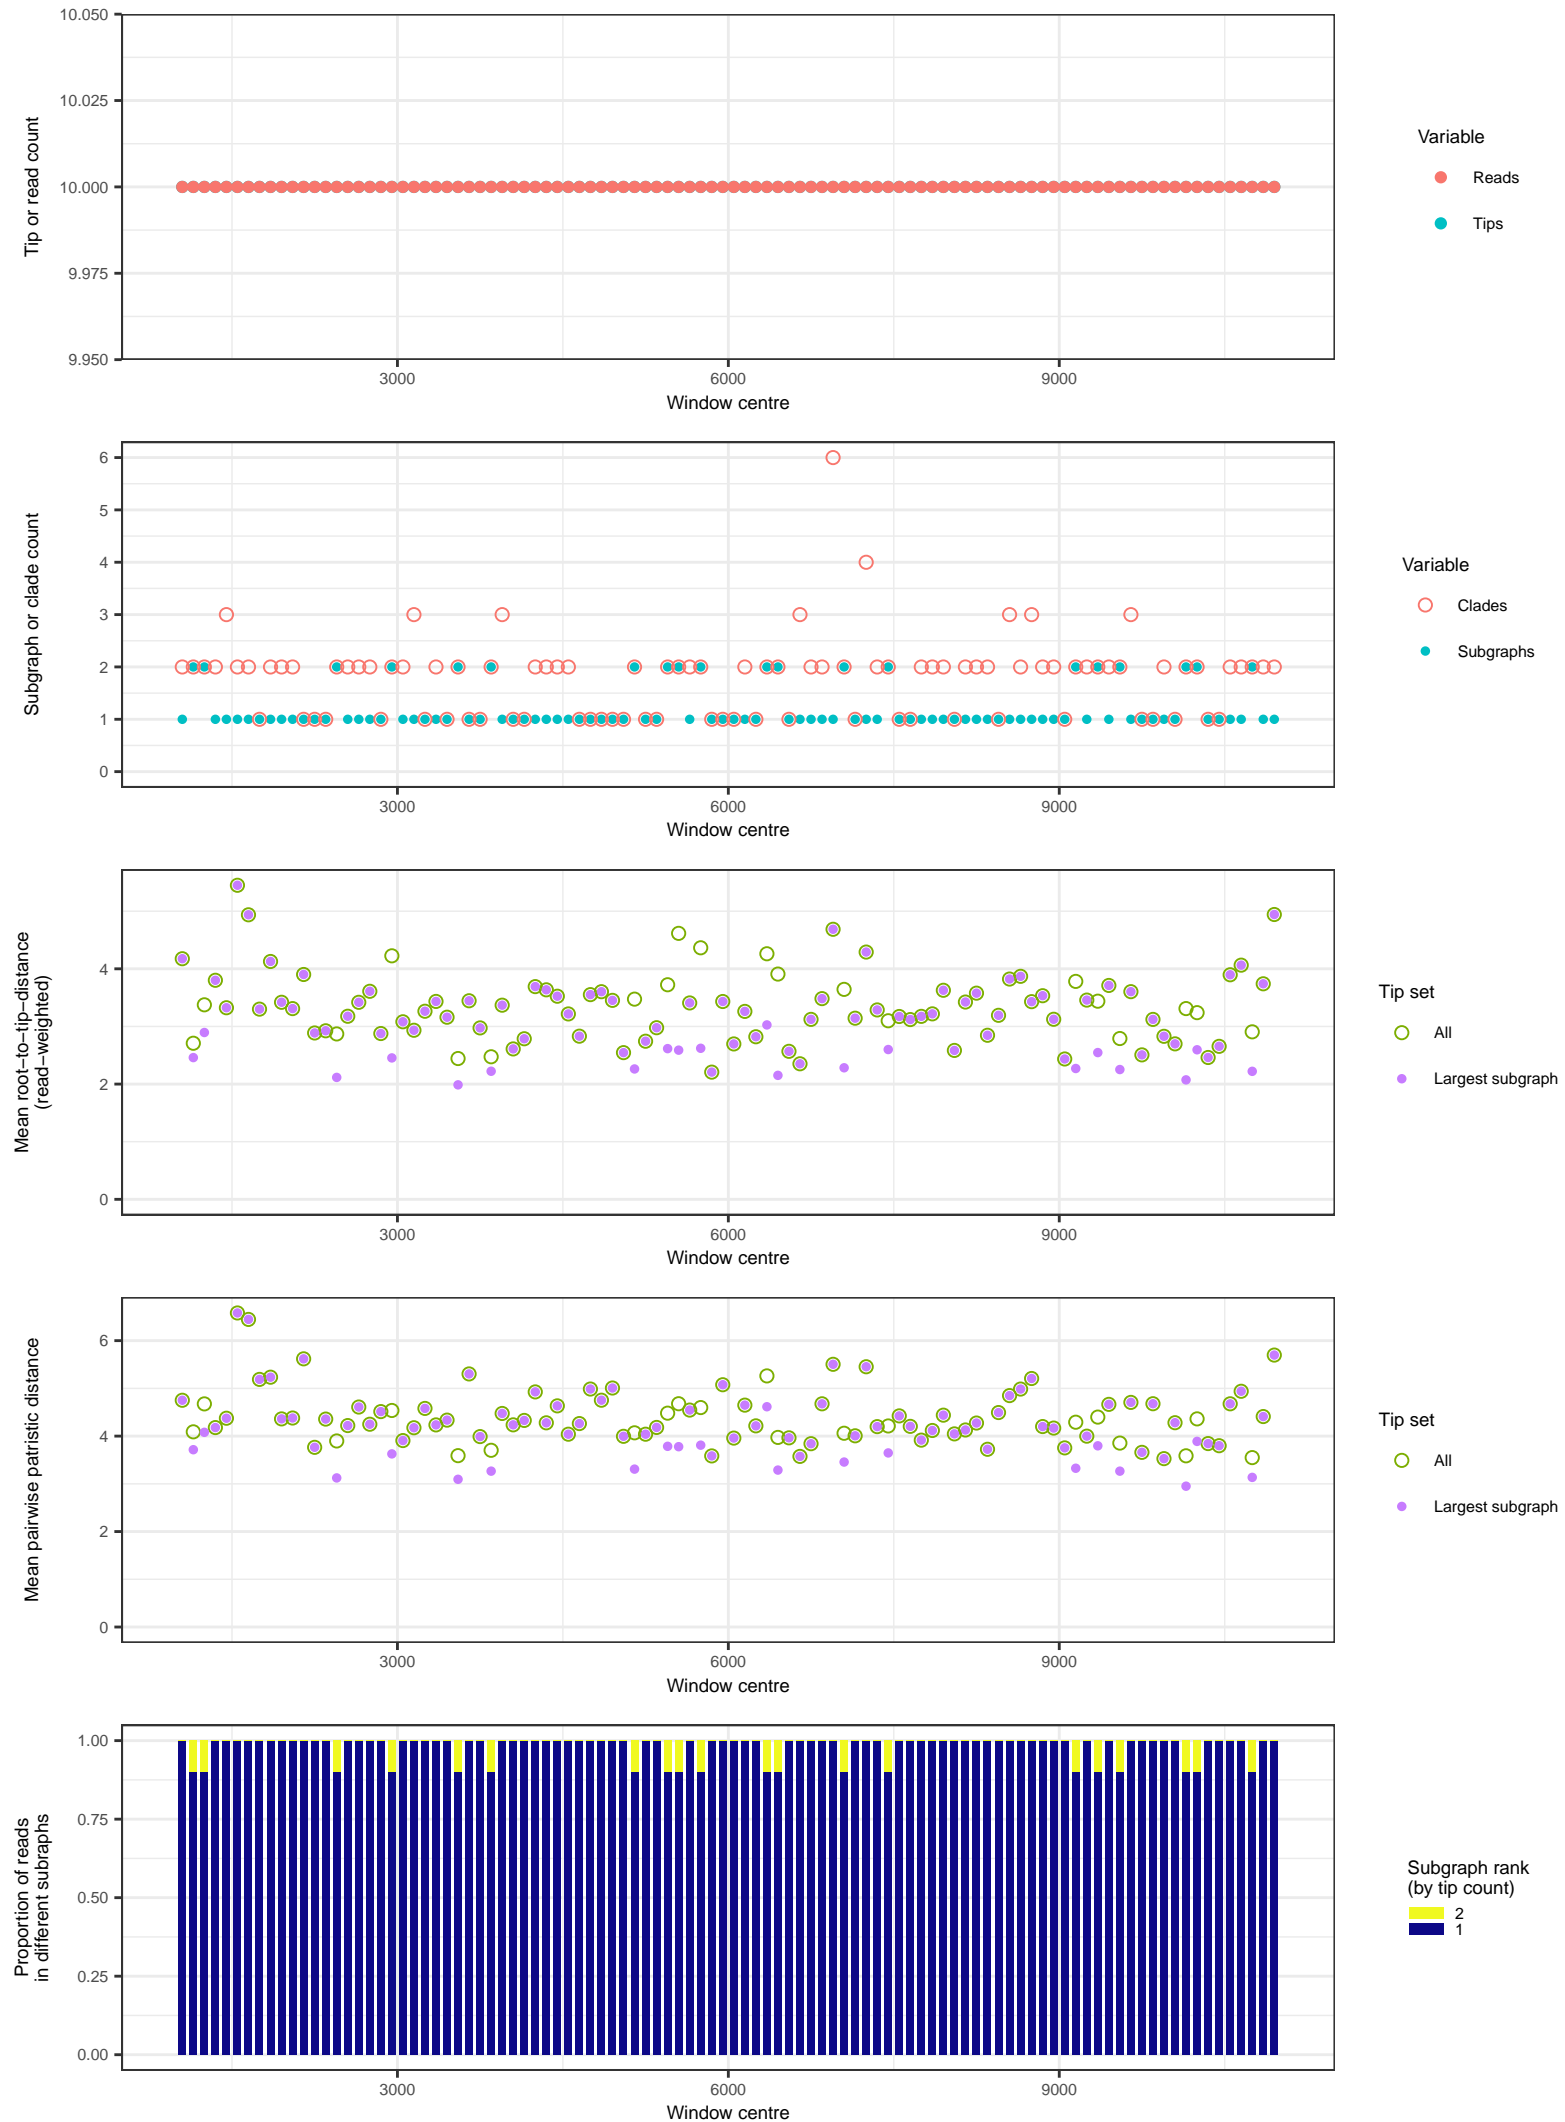 10.050
10.025
10.000
9.975
9.950
Tip or read count
3000 6000 9000
Window centre
Variable
Reads
Tips
6
5
4
3
2
1
0
Subgraph or clade count
3000 6000 9000
Window centre
Variable
Clades
Subgraphs
4
2
0
Mean root−to−tip−distance
(read−weighted)
3000 6000 9000
Window centre
Tip set
All
Largest subgraph
6
4
2
0
Mean pairwise patristic distance
3000 6000 9000
Window centre
Tip set
All
Largest subgraph
1.00
0.75
0.50
0.25
0.00
Proportion of reads
in different subraphs
3000 6000 9000
Window centre
Subgraph rank
(by tip count)
2
1